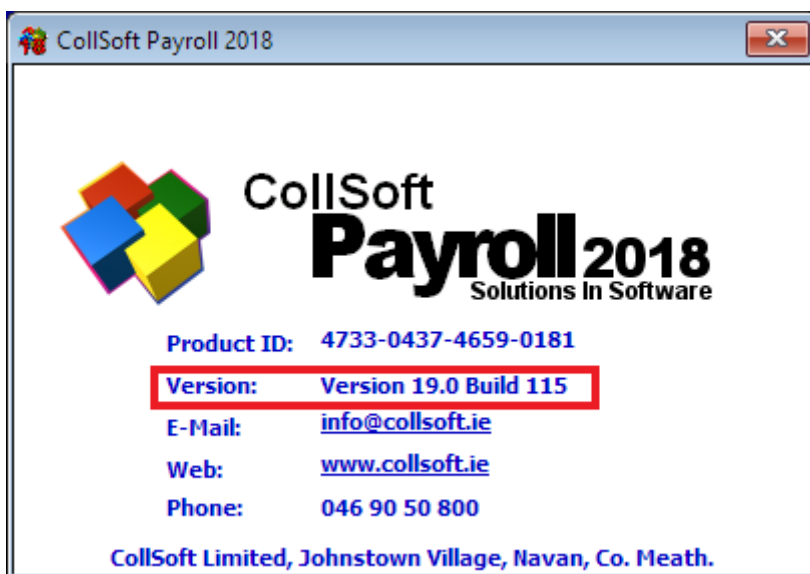 CollSoft Payroll 2018
CollSoft
Payroll 2018
Solutions In Software
Product ID: 4733-0437-4659-0181
Version: Version 19.0 Build 115
E-Mail: info@collsoft.ie
Web: www.collsoft.ie
Phone: 046 90 50 800
CollSoft Limited, Johnstown Village, Navan, Co. Meath.